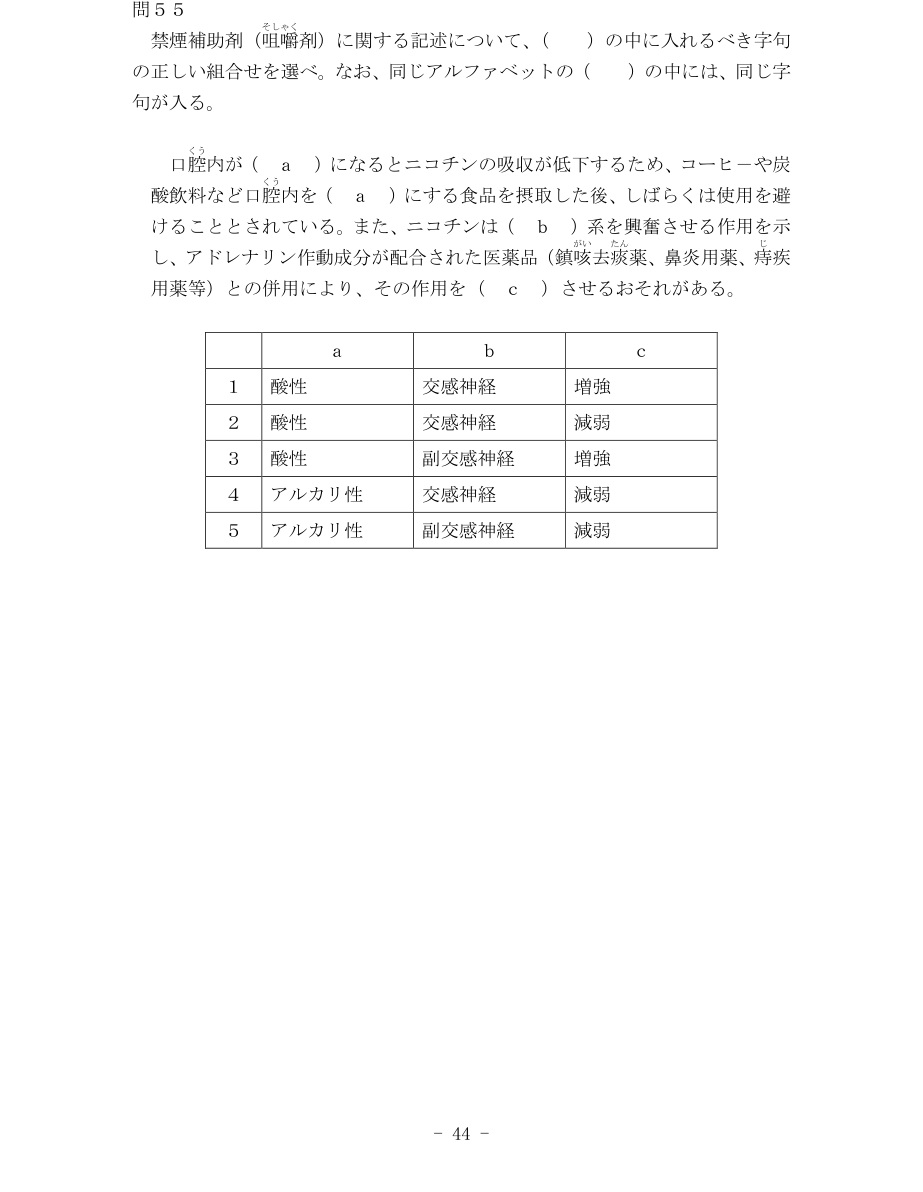 問５５
禁煙補助剤（咀嚼剤）に関する記述について、（　　）の中に入れるべき字句
の正しい組合せを選べ。なお、同じアルファベットの（　　）の中には、同じ字
句が入る。
口腔内が（　ａ　）になるとニコチンの吸収が低下するため、コーヒーや炭
酸飲料など口腔内を（　ａ　）にする食品を摂取した後、しばらくは使用を避
けることとされている。また、ニコチンは（　ｂ　）系を興奮させる作用を示
し、アドレナリン作動成分が配合された医薬品（鎮咳去痰薬、鼻炎用薬、痔疾
用薬等）との併用により、その作用を（　ｃ　）させるおそれがある。
ａ ｂ ｃ
１ 酸性 交感神経 増強
２ 酸性 交感神経 減弱
３ 酸性 副交感神経 増強
４ アルカリ性 交感神経 減弱
５ アルカリ性 副交感神経 減弱
- 44 -